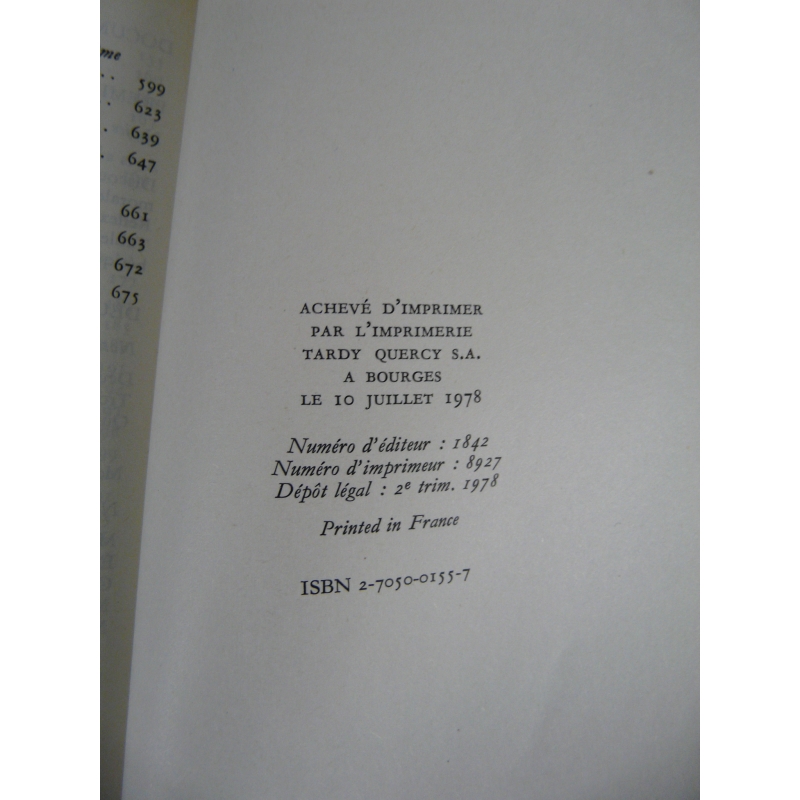 me
.. 599
. 623
. 639
. 647
661
663
672
675
ACHEVÉ D'IMPRIMER
PAR L'IMPRIMERIE
TARDY QUERCY S.A.
A BOURGES
LE 10 JUILLET 1978
Numéro d'éditeur : 1842
Numéro d'imprimeur : 8927
Dépôt légal : 2e trim. 1978
Printed in France
ISBN 2-7050-0155-7